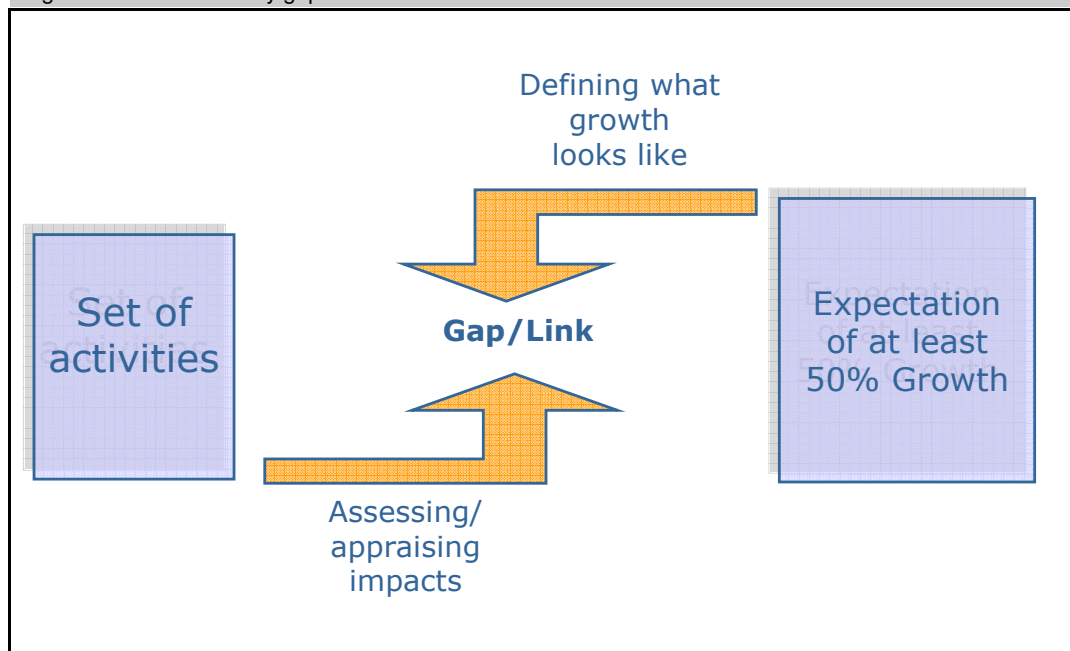 Defining what
growth
looks like
Set of
activities
Gap/Link
Expectation
of at least
50% Growth
Assessing/
appraising
impacts